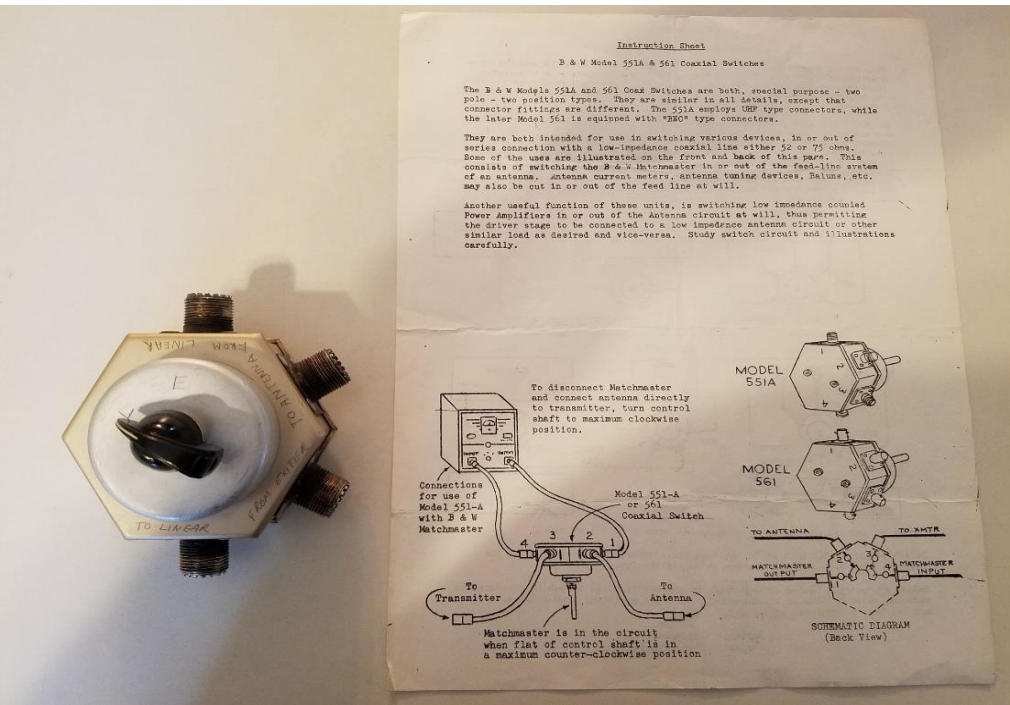 FROM LINEAR
E
TO ANTENNA
FROM EXITER
TO LINEAR
Instruction Sheet
B & W Model 551A & 561 Coaxial Switches
The B & W Models 551A and 561 Coax Switches are both, special purpose - two
pole - two position types. They are similar in all details, except that
connector fittings are different. The 551A employs UHF type connectors, while
the later Model 561 is equipped with "BNC" type connectors.
They are both intended for use in switching various devices, in or out of
series connection with a low-impedance coaxial line either 52 or 75 ohms.
Some of the uses are illustrated on the front and back of this page. This
consists of switching the B & W Matchmaster in or out of the feed-line system
of an antenna. Antenna current meters, antenna tuning devices, Baluns, etc.
may also be cut in or out of the feed line at will.
Another useful function of these units, is switching low impedance coupled
Power Amplifiers in or out of the Antenna circuit at will, thus permitting
the driver stage to be connected to a low impedance antenna circuit or other
similar load as desired and vice-versa. Study switch circuit and illustrations
carefully.
To disconnect Matchmaster
and connect antenna directly
to transmitter, turn control
shaft to maximum clockwise
position.
Connections
for use of
Model 551-A
with B & W
Matchmaster
Model 551-A
or 561
Coaxial Switch
4 3 2 1
To
Transmitter
To
Antenna
Matchmaster is in the circuit
when flat of control shaft is in
a maximum counter-clockwise position
MODEL
551A
1
2
3
4
MODEL
561
1
2
3
4
TO ANTENNA
TO XMTR
MATCHMASTER
OUTPUT
MATCHMASTER
INPUT
2 3
1 4
SCHEMATIC DIAGRAM
(Back View)